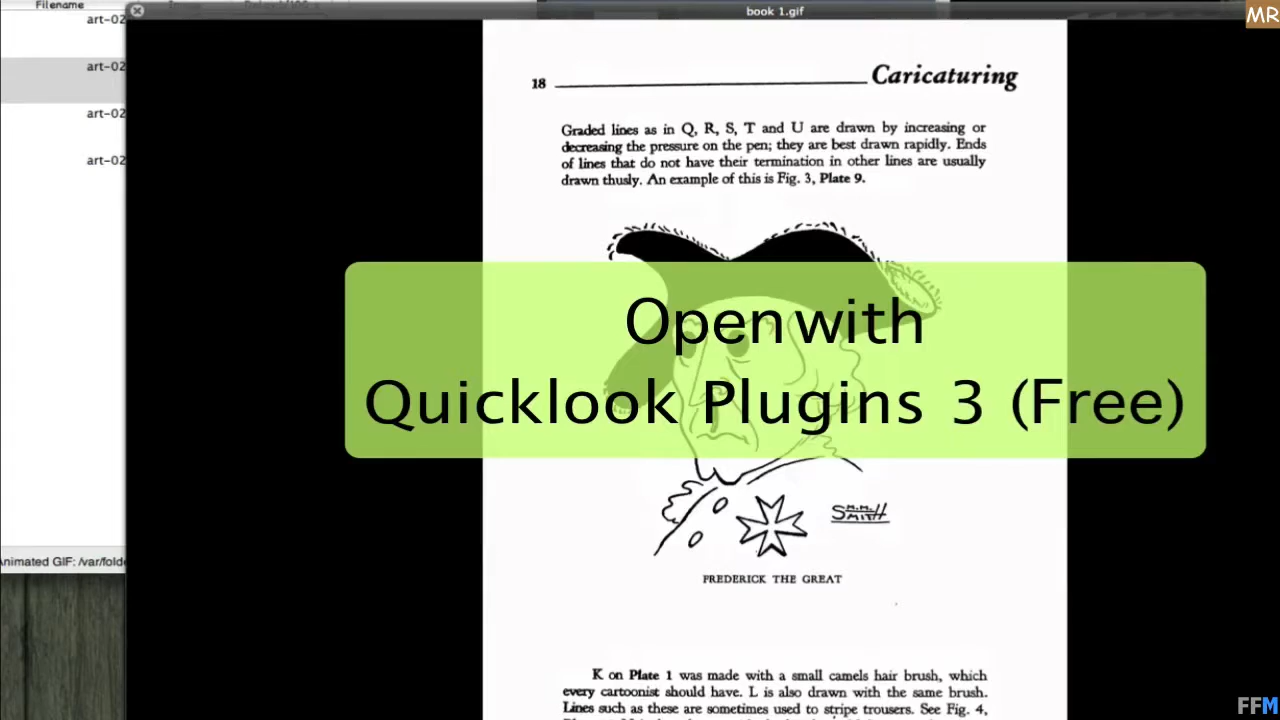 Filename
book 1.gif
MR
art-02
art-02
art-02
art-02
18
Caricaturing
Graded lines as in Q, R, S, T and U are drawn by increasing or
decreasing the pressure on the pen; they are best drawn rapidly. Ends
of lines that do not have their termination in other lines are usually
drawn thusly. An example of this is Fig. 3, Plate 9.
Open with
Quicklook Plugins 3 (Free)
SMITH
FREDERICK THE GREAT
Animated GIF: /var/folde
K on Plate 1 was made with a small camels hair brush, which
every cartoonist should have. L is also drawn with the same brush.
Lines such as these are sometimes used to stripe trousers. See Fig. 4,
FFM